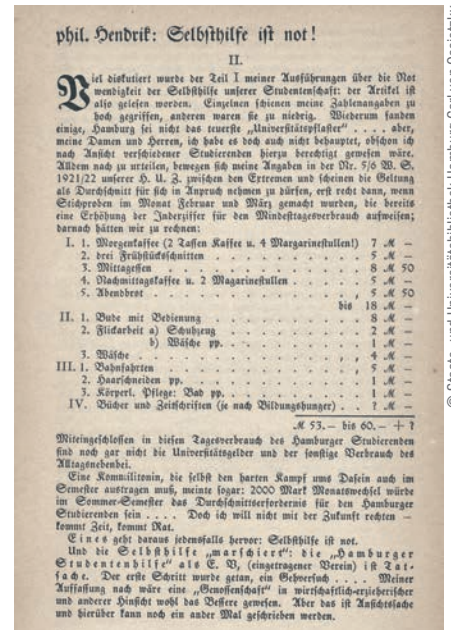 phil. Hendrik: Selbsthilfe ist not!
II.
Viel diskutiert wurde der Teil I meiner Ausführungen über die Not
wendigkeit der Selbsthilfe unserer Studentenschaft: der Artikel ist
also gelesen worden. Einzelnen schienen meine Zahlenangaben zu
hoch gegriffen, anderen waren sie zu niedrig. Wiederum fanden
einige, Hamburg sei nicht das teuerste „Universitätspflaster" .... aber,
meine Damen und Herren, ich habe es doch auch nicht behauptet, obschon ich
nach Ansicht verschiedener Studierenden hierzu berechtigt gewesen wäre.
Alldem nach zu urteilen, bewegen sich meine Angaben in der Nr. 5/6 W. S.
1921/22 unserer H. U. Z. zwischen den Extremen und scheinen die Geltung
als Durchschnitt für sich in Anpruch nehmen zu dürfen, erst recht dann, wenn
Stichproben im Monat Februar und März gemacht wurden, die bereits
eine Erhöhung der Inderziffer für den Mindesttagesverbrauch aufweisen;
darnach hätten wir zu rechnen:
I. 1. Morgenkaffee (2 Tassen Kaffee u. 4 Margarinestullen!) 7 ℳ –
2. drei Frühstücksschnitten . . . . . . . . 5 ℳ –
3. Mittagessen . . . . . . . . . . . 8 ℳ 50
4. Nachmittagskaffee u. 2 Magarinestullen . . . . . 5 ℳ –
5. Abendbrot . . . . . . . . . . . , 5 ℳ 50
bis 18 ℳ –
II. 1. Bude mit Bedienung . . . . . . . . . 8 ℳ –
2. Flickarbeit a) Schuhzeug . . . . . . . . 2 ℳ –
b) Wäsche pp. . . . . . . . 1 ℳ –
3. Wäsche . . . . . . . . . . . , 4 ℳ –
III. 1. Bahnfahrten . . . . . . . . . . . 5 ℳ –
2. Haarschneiden pp. . . . . . . . . . 1 ℳ –
3. Körperl. Pflege: Bad pp. . . . . . . . . 1 ℳ –
IV. Bücher und Zeitschriften (je nach Bildungshunger) . . ? ℳ –
ℳ 53.– bis 60.– + ?
Miteingeschlossen in diesen Tagesverbrauch des Hamburger Studierenden
sind noch gar nicht die Universitätsgelder und der sonstige Verbrauch des
Alltagsnebenbei.
Eine Kommilitonin, die selbst den harten Kampf ums Dasein auch im
Semester austragen muß, meinte sogar: 2000 Mark Monatswechsel würde
im Sommer-Semester das Durchschnittserfordernis für den Hamburger
Studierenden sein .... Doch ich will nicht mit der Zukunft rechten –
kommt Zeit, kommt Rat.
Eines geht daraus jedenfalls hervor: Selbsthilfe ist not.
Und die Selbsthilfe „marschiert": die „Hamburger
Studentenhilfe" als E. V, (eingetragener Verein) ist Tat-
sache. Der erste Schritt wurde getan, ein Gehversuch .... Meiner
Auffassung nach wäre eine „Genossenschaft" in wirtschaftlich-erzieherischer
und anderer Hinsicht wohl das Bessere gewesen. Aber das ist Ansichtssache
und hierüber kann noch ein ander Mal geschrieben werden.